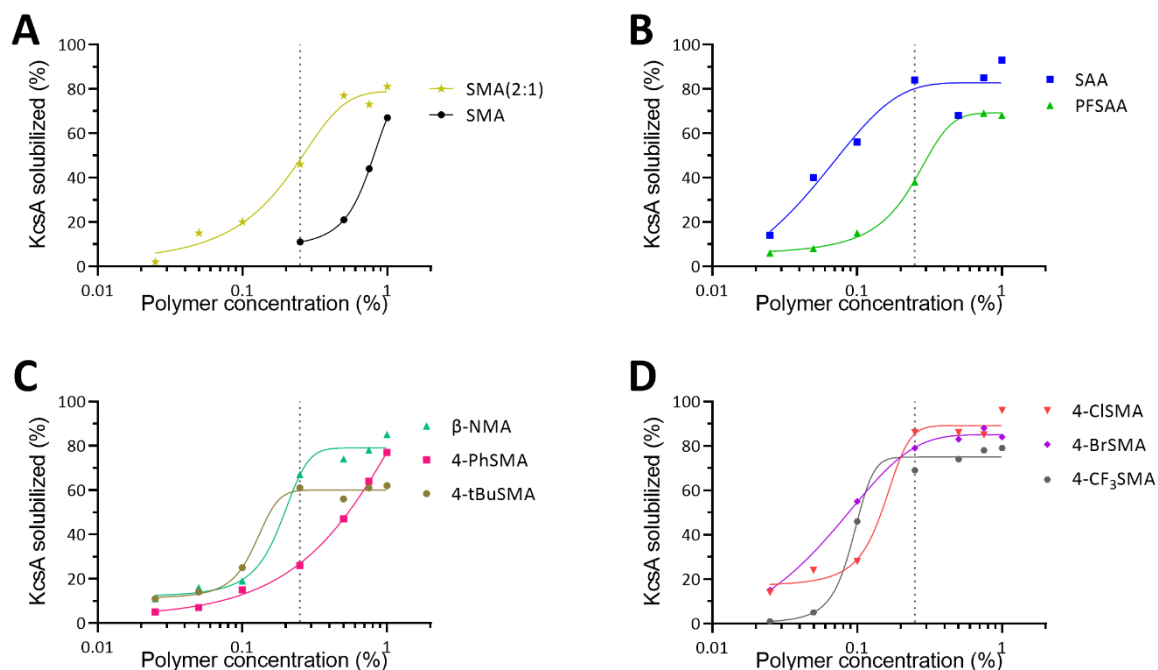 A
KcsA solubilized (%)
100
80
60
40
20
0
0.01
0.1
1
Polymer concentration (%)
SMA(2:1)
SMA
B
KcsA solubilized (%)
100
80
60
40
20
0
0.01
0.1
1
Polymer concentration (%)
SAA
PFSAA
C
KcsA solubilized (%)
100
80
60
40
20
0
0.01
0.1
1
Polymer concentration (%)
β-NMA
4-PhSMA
4-tBuSMA
D
KcsA solubilized (%)
100
80
60
40
20
0
0.01
0.1
1
Polymer concentration (%)
4-ClSMA
4-BrSMA
4-CF₃SMA